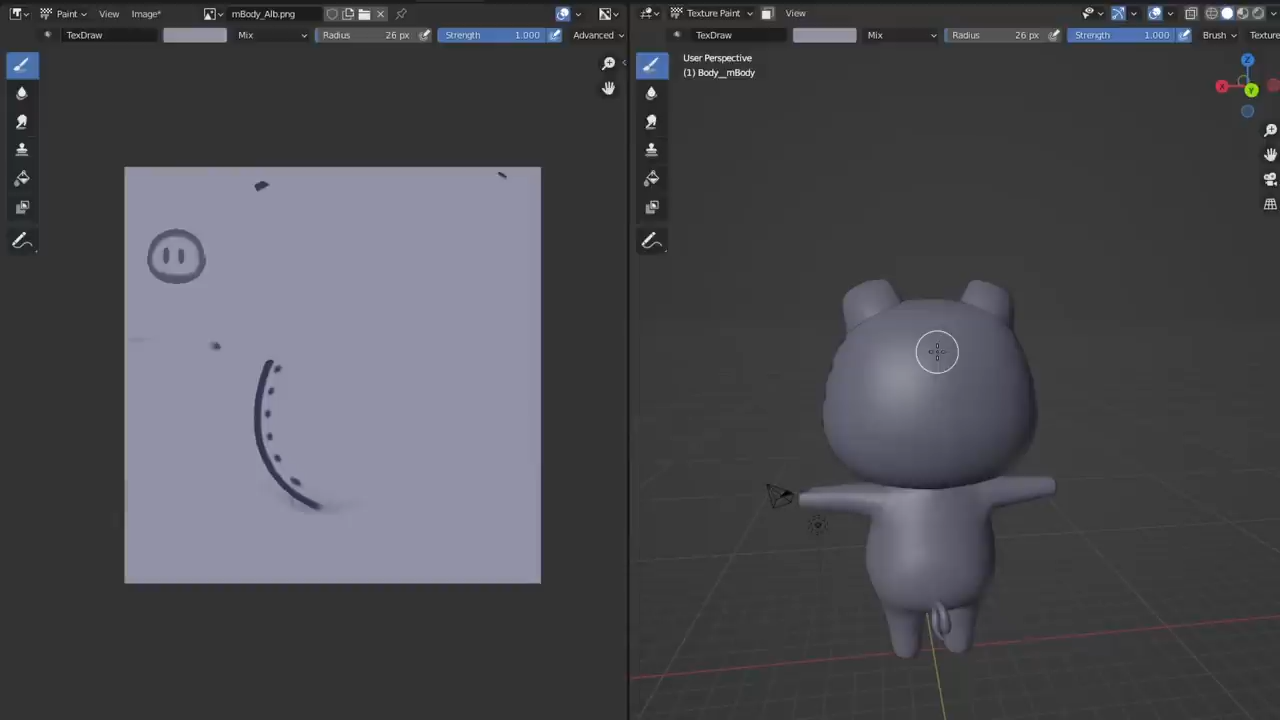 Paint View Image* mBody_Alb.png
TexDraw Mix Radius 26 px Strength 1.000 Advanced
Texture Paint View
TexDraw Mix Radius 26 px Strength 1.000 Brush Texture
User Perspective
(1) Body__mBody
Z
X
Y